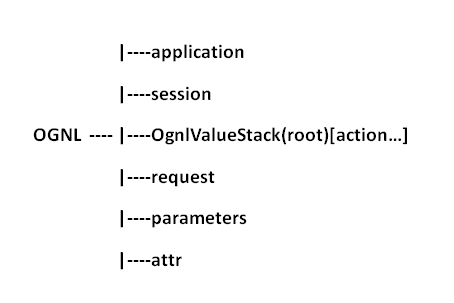 |----application
|----session
OGNL ---- |----OgnlValueStack(root)[action...]
|----request
|----parameters
|----attr